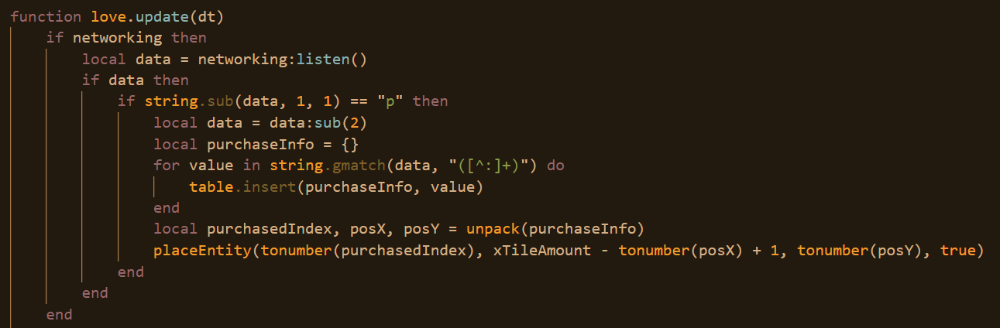 function love.update(dt)
    if networking then
        local data = networking:listen()
        if data then
            if string.sub(data, 1, 1) == "p" then
                local data = data:sub(2)
                local purchaseInfo = {}
                for value in string.gmatch(data, "([^:]+)") do
                    table.insert(purchaseInfo, value)
                end
                local purchasedIndex, posX, posY = unpack(purchaseInfo)
                placeEntity(tonumber(purchasedIndex), xTileAmount - tonumber(posX) + 1, tonumber(posY), true)
            end
        end
    end